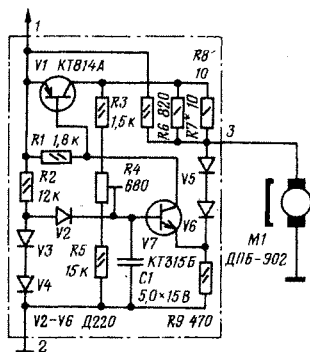 1
V1 КТ814А
R8
10
R3
1,5к
R6 820
R7* 10
3
R1 1,8к
R2
12к
R4
680
V5
V2
V6
V7
КТ815Б
V3
R5
15к
C1
5,0×15В
V4
V2–V6 Д220
R9 470
2
М1
ДПБ-902